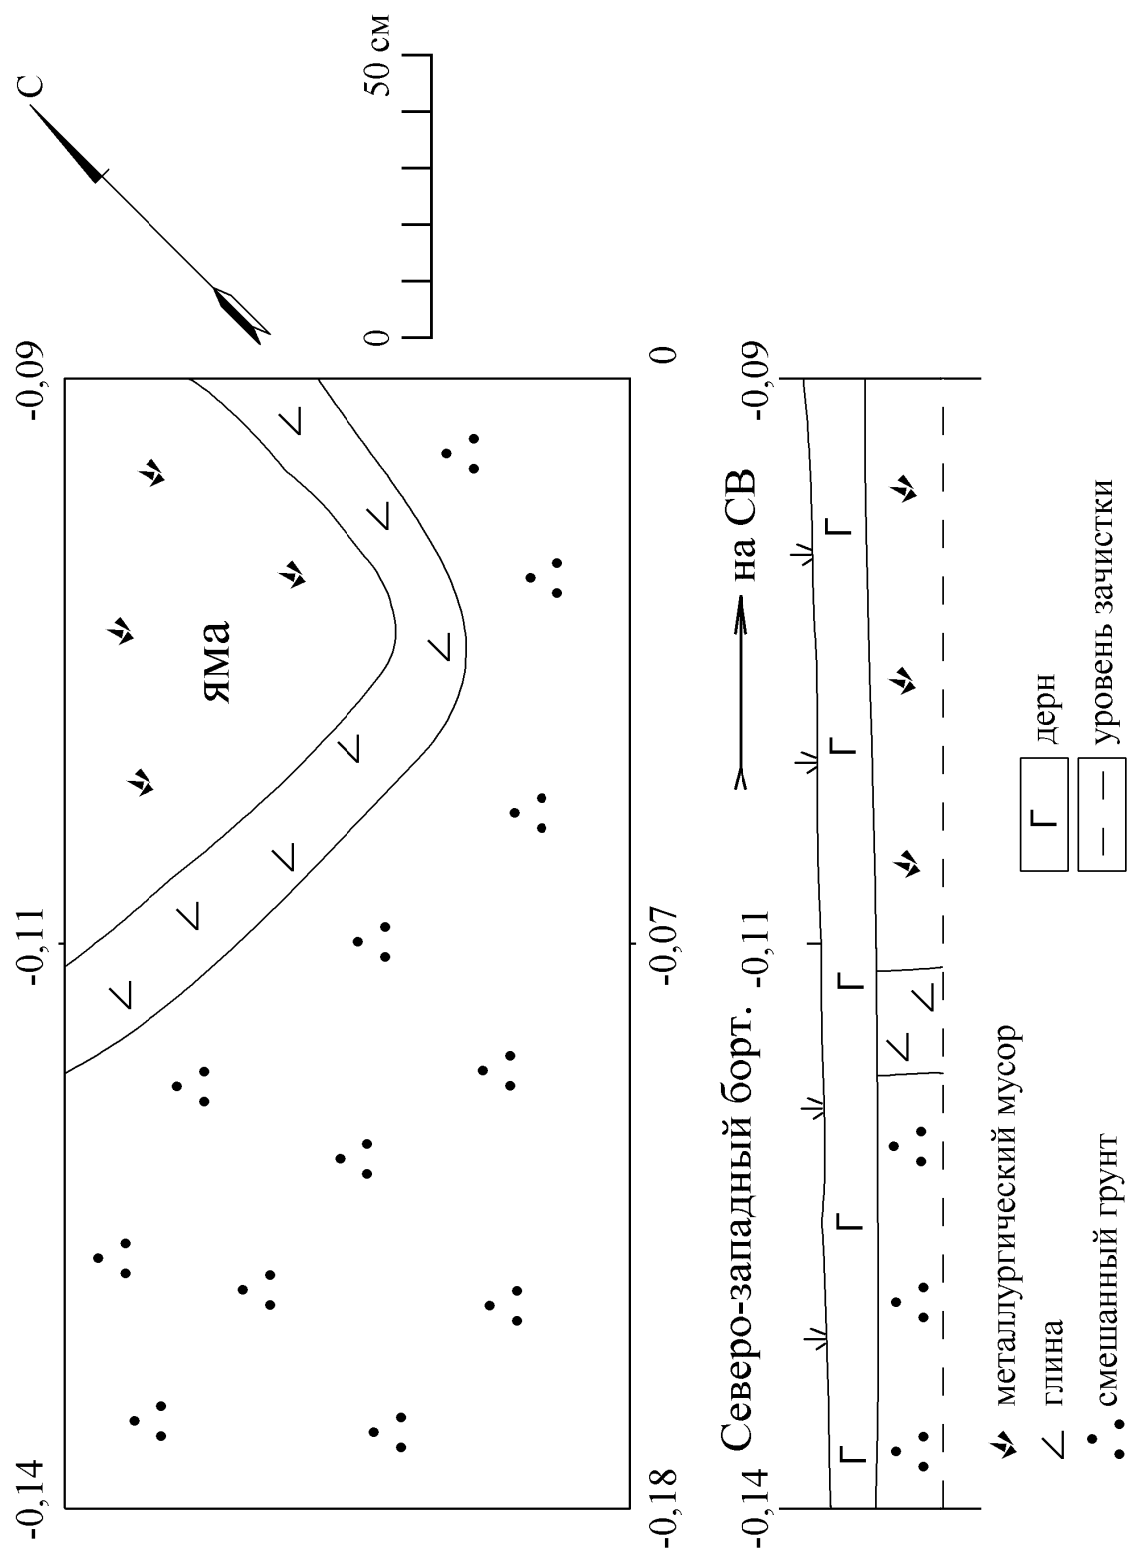 -0,14
-0,11
-0,09
С
яма
0
50 см
-0,18
-0,07
0
Северо-западный борт.
на СВ
-0,14
-0,11
-0,09
Г
Г
Г
Г
Г
металлургический мусор
глина
смешанный грунт
Г
дерн
уровень зачистки